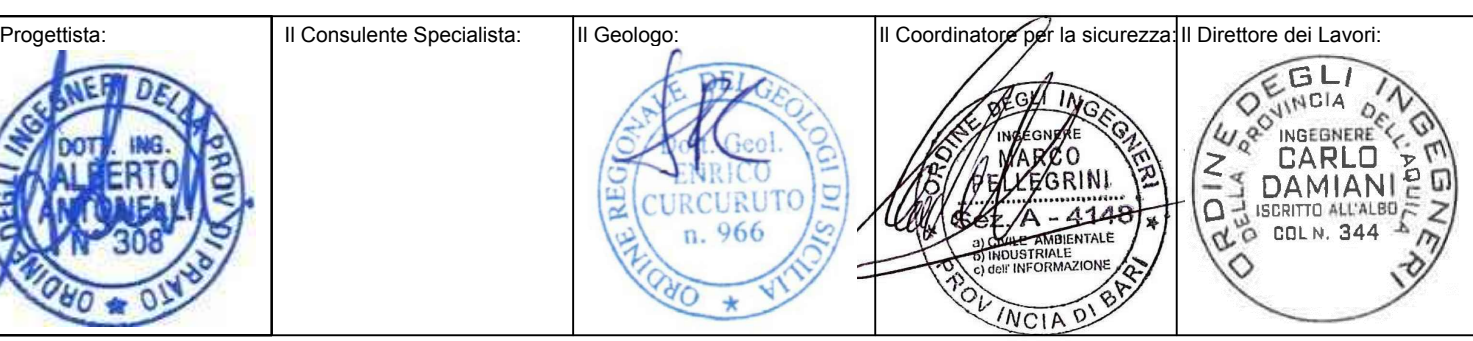 Progettista:
ORDINE DEGLI INGEGNERI DELLA PROV. DI PRATO
DOTT. ING.
ALBERTO
ANTONELLI
N° 308
Il Consulente Specialista:
Il Geologo:
ORDINE REGIONALE DEI GEOLOGI DI SICILIA
Dott. Geol.
ENRICO
CURCURUTO
n. 966
Il Coordinatore per la sicurezza:
ORDINE DEGLI INGEGNERI
PROVINCIA DI BARI
INGEGNERE
MARCO
PELLEGRINI
Sez. A - 4148
a) CIVILE AMBIENTALE
b) INDUSTRIALE
c) dell' INFORMAZIONE
Il Direttore dei Lavori:
ORDINE DEGLI INGEGNERI
DELLA PROVINCIA DELL'AQUILA
INGEGNERE
CARLO
DAMIANI
ISCRITTO ALL'ALBO
COL N. 344